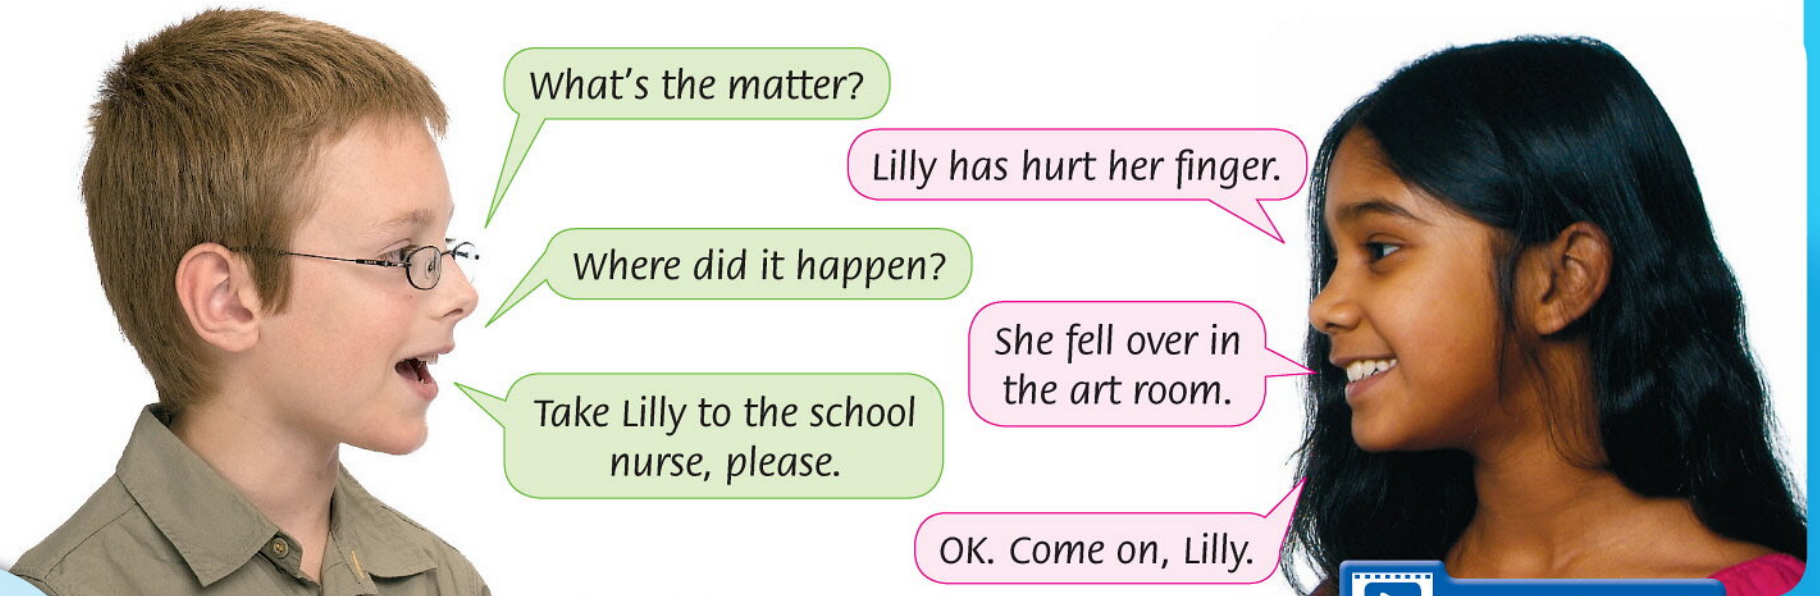 What's the matter?
Lilly has hurt her finger.
Where did it happen?
She fell over in
the art room.
Take Lilly to the school
nurse, please.
OK. Come on, Lilly.